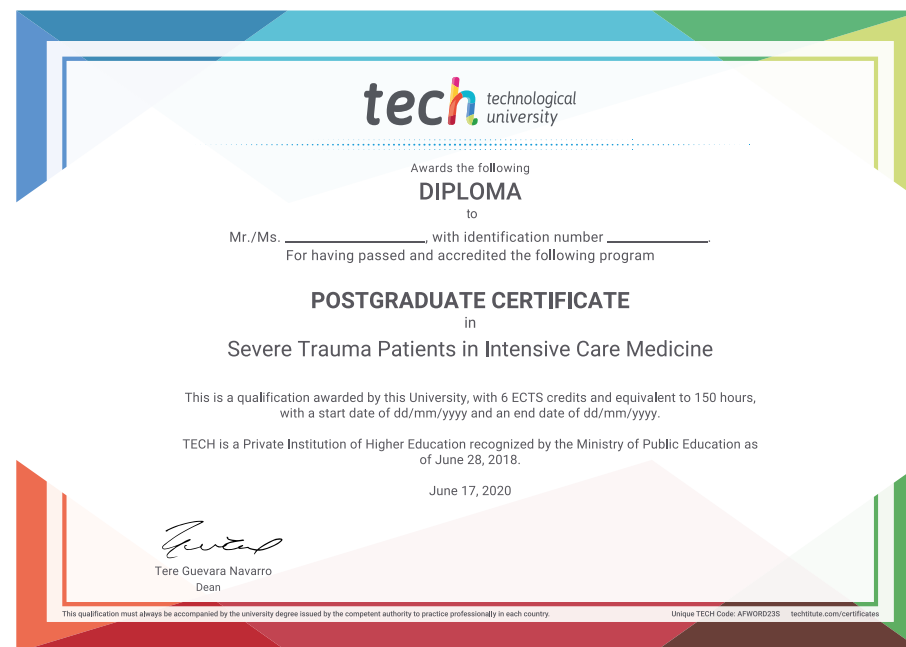 tech technological
university
Awards the following
DIPLOMA
to
Mr./Ms. ____________________, with identification number ______________.
For having passed and accredited the following program
POSTGRADUATE CERTIFICATE
in
Severe Trauma Patients in Intensive Care Medicine
This is a qualification awarded by this University, with 6 ECTS credits and equivalent to 150 hours,
with a start date of dd/mm/yyyy and an end date of dd/mm/yyyy.
TECH is a Private Institution of Higher Education recognized by the Ministry of Public Education as
of June 28, 2018.
June 17, 2020
Tere Guevara Navarro
Dean
This qualification must always be accompanied by the university degree issued by the competent authority to practice professionally in each country.
Unique TECH Code: AFWORD23S techtitute.com/certificates